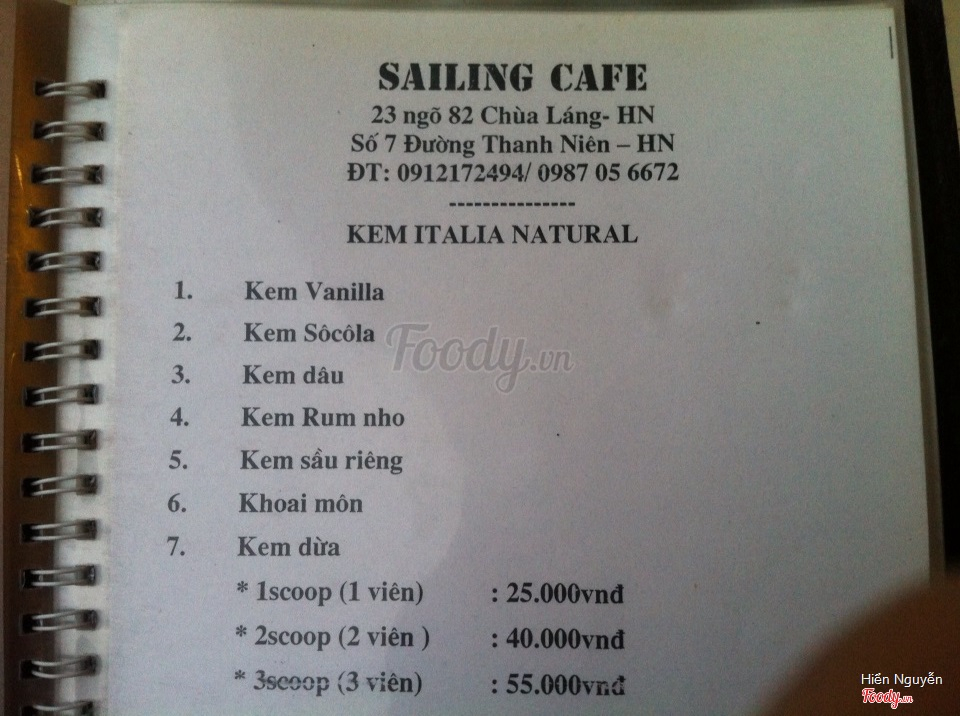 SAILING CAFE
23 ngõ 82 Chùa Láng- HN
Số 7 Đường Thanh Niên – HN
ĐT: 0912172494/ 0987 05 6672
---------------
KEM ITALIA NATURAL
1. Kem Vanilla
2. Kem Sôcôla
3. Kem dâu
4. Kem Rum nho
5. Kem sầu riêng
6. Khoai môn
7. Kem dừa
* 1scoop (1 viên) : 25.000vnđ
* 2scoop (2 viên ) : 40.000vnđ
* 3scoop (3 viên) : 55.000vnđ
Foody.vn
Hiền Nguyễn
Foody.vn